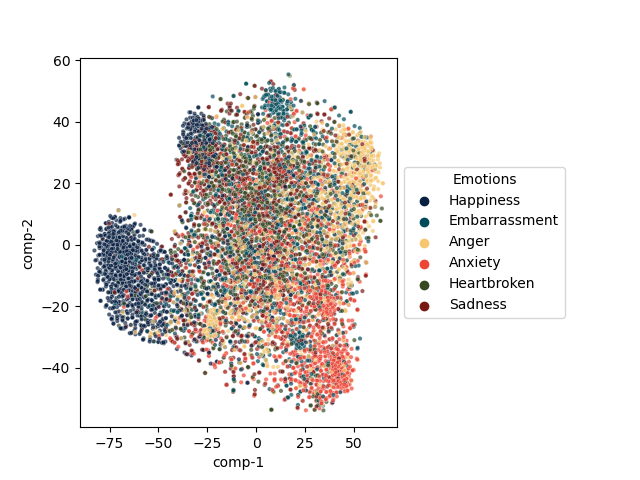 60
40
20
0
−20
−40
comp-2
−75
−50
−25
0
25
50
comp-1
Emotions
Happiness
Embarrassment
Anger
Anxiety
Heartbroken
Sadness